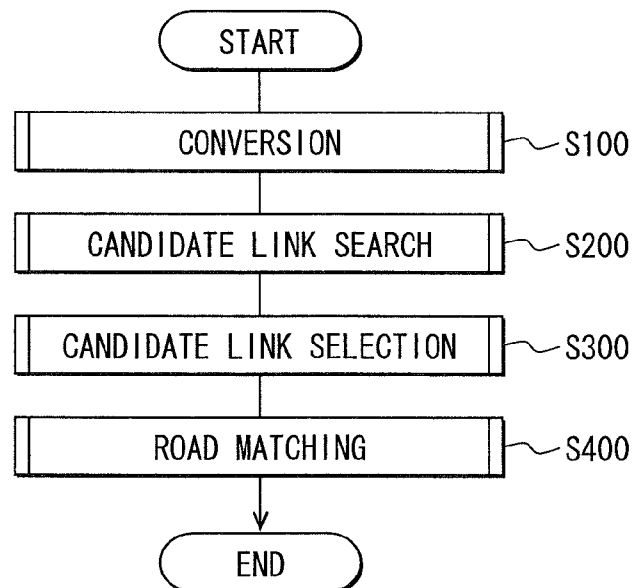 START
CONVERSION S100
CANDIDATE LINK SEARCH S200
CANDIDATE LINK SELECTION S300
ROAD MATCHING S400
END